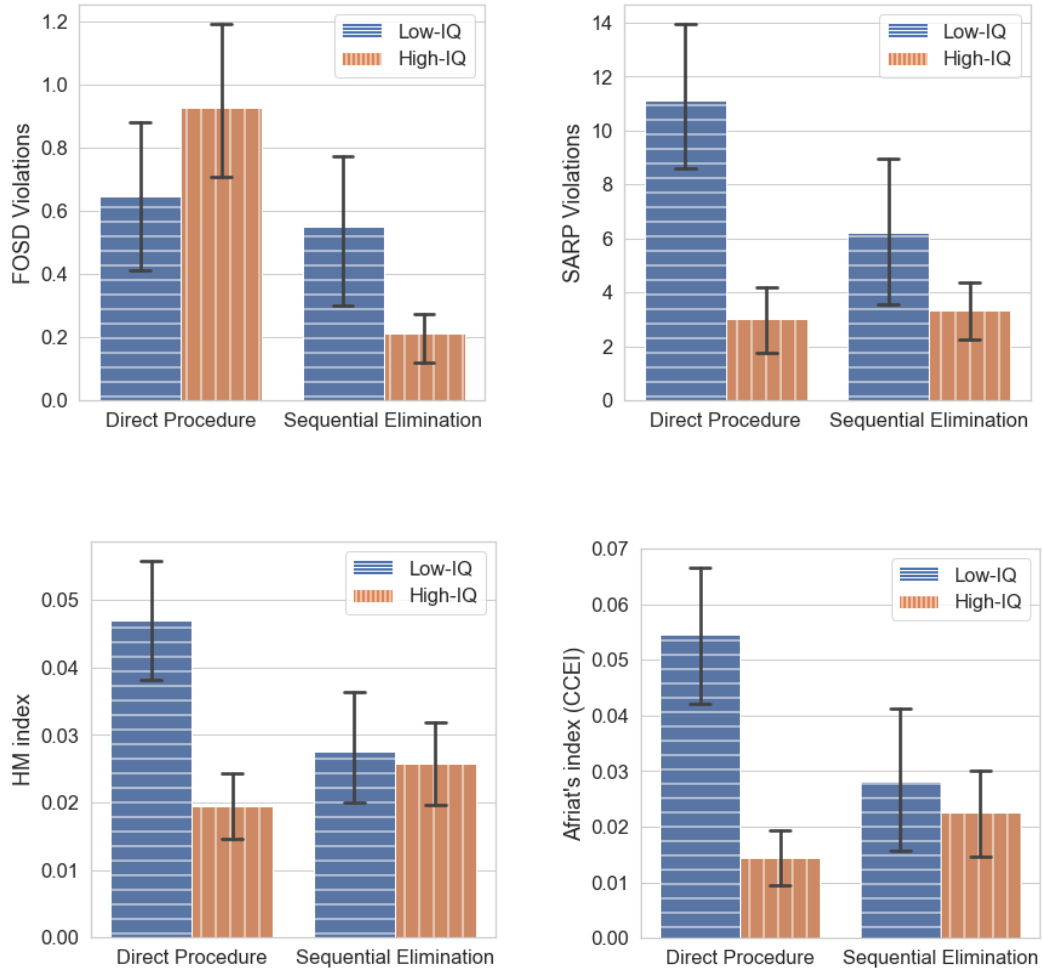 1.2
1.0
0.8
0.6
0.4
0.2
0.0
FOSD Violations
Low-IQ
High-IQ
Direct Procedure
Sequential Elimination
14
12
10
8
6
4
2
0
SARP Violations
Low-IQ
High-IQ
Direct Procedure
Sequential Elimination
0.05
0.04
0.03
0.02
0.01
0.00
HM index
Low-IQ
High-IQ
Direct Procedure
Sequential Elimination
0.07
0.06
0.05
0.04
0.03
0.02
0.01
0.00
Afriat's index (CCEI)
Low-IQ
High-IQ
Direct Procedure
Sequential Elimination